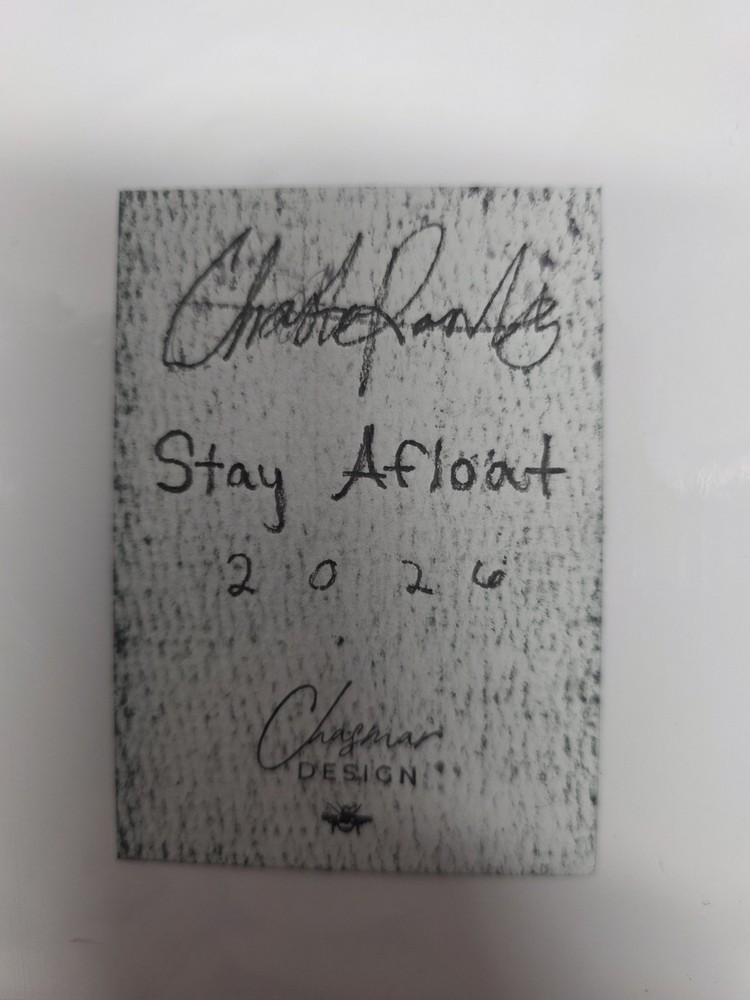 Stay Afloat
2 0 2 6
Chasmar
DESIGN